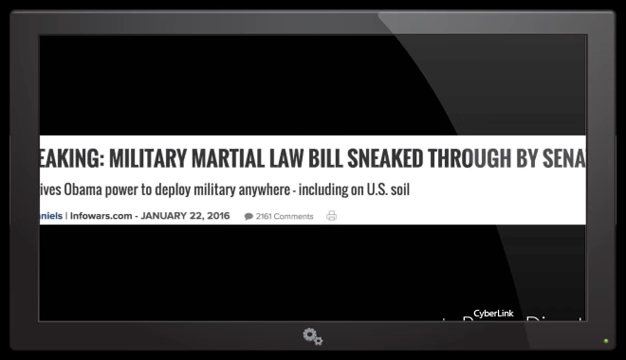 EAKING: MILITARY MARTIAL LAW BILL SNEAKED THROUGH BY SENA
ives Obama power to deploy military anywhere - including on U.S. soil
niels | Infowars.com - JANUARY 22, 2016 2161 Comments
CyberLink